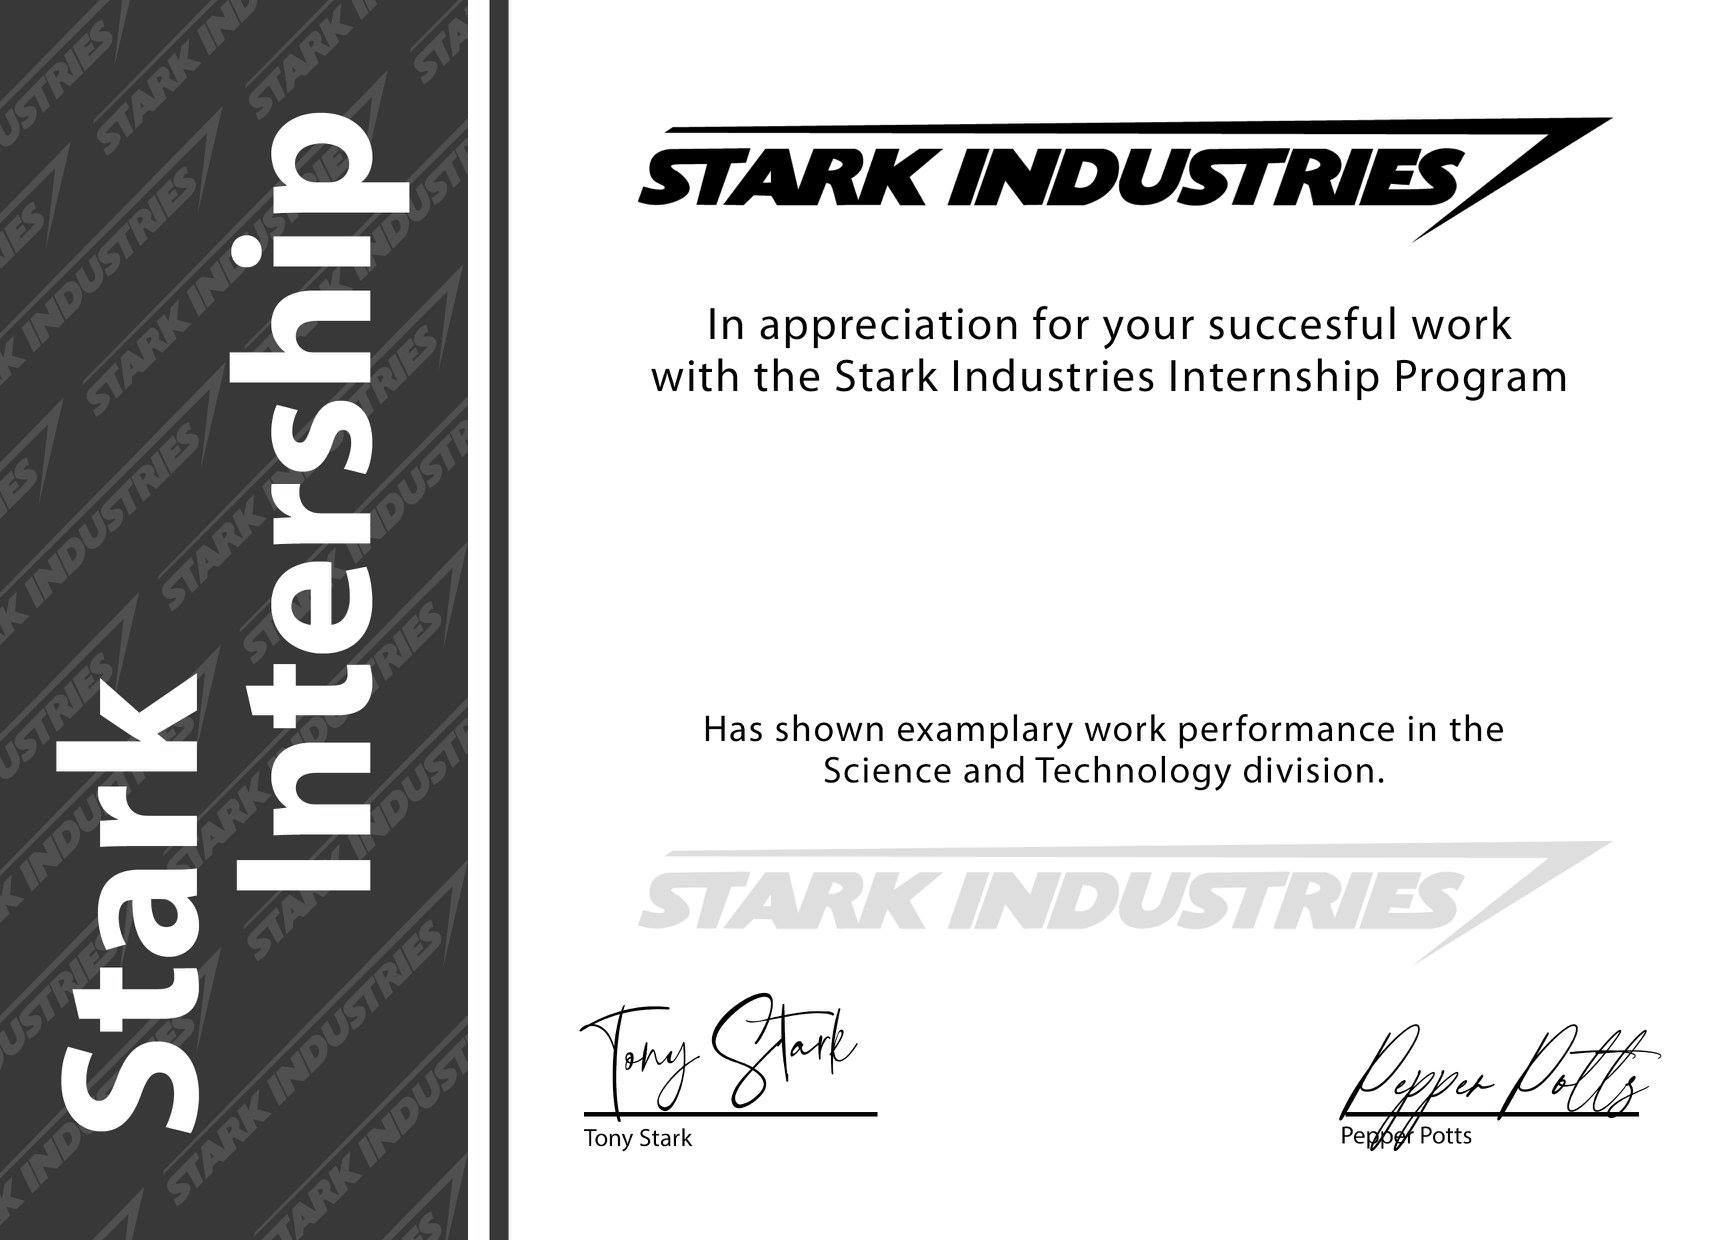 Stark
Intership
STARK INDUSTRIES
In appreciation for your succesful work
with the Stark Industries Internship Program
Has shown examplary work performance in the
Science and Technology division.
STARK INDUSTRIES
Tony Stark
Tony Stark
Pepper Potts
Pepper Potts